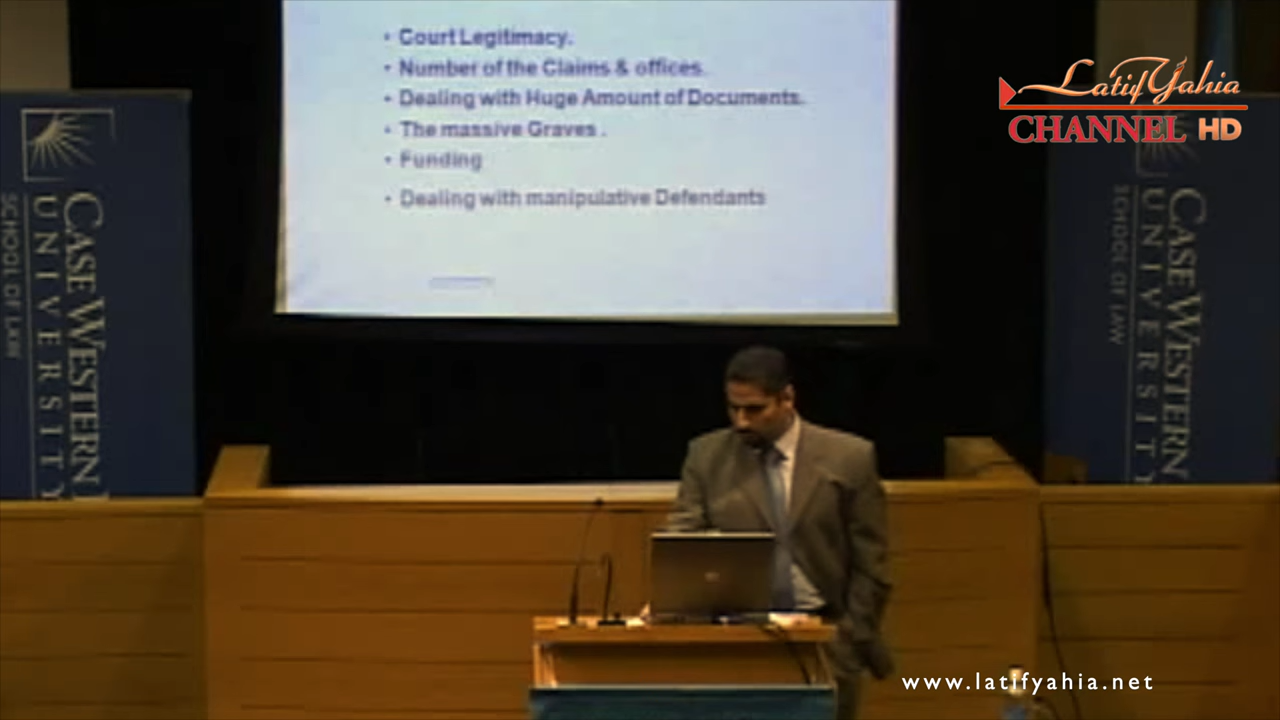 • Court Legitimacy.
• Number of the Claims & offices.
• Dealing with Huge Amount of Documents.
• The massive Graves .
• Funding
• Dealing with manipulative Defendants
Latif Yahia
CHANNEL HD
CASE WESTERN
UNIVERSITY
SCHOOL OF LAW
CASE WESTERN
UNIVERSITY
SCHOOL OF LAW
www.latifyahia.net